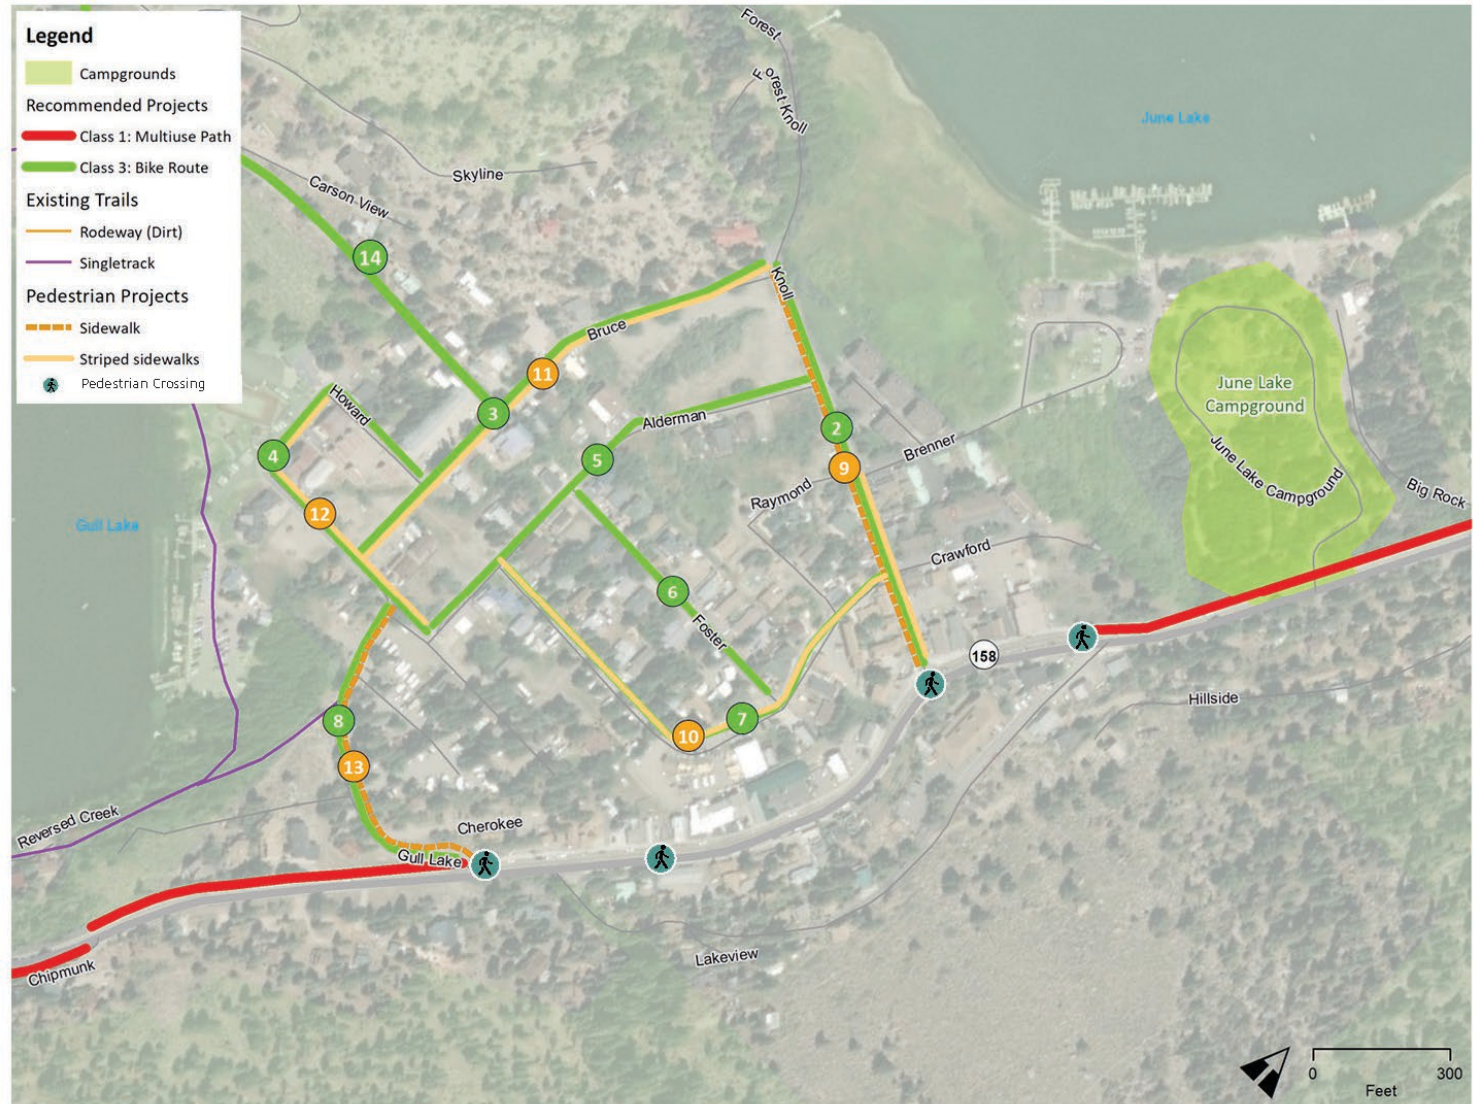 Legend
Campgrounds
Recommended Projects
Class 1: Multiuse Path
Class 3: Bike Route
Existing Trails
Rodeway (Dirt)
Singletrack
Pedestrian Projects
Sidewalk
Striped sidewalks
Pedestrian Crossing
Forest
Forest Knoll
June Lake
Skyline
Carson View
14
Knoll
Bruce
11
Howard
3
Alderman
2
June Lake
Campground
4
5
9
Brenner
Raymond
June Lake Campground
Big Rock
12
Gull Lake
Crawford
6
Foster
158
Hillside
8
7
10
13
Reversed Creek
Cherokee
Gull Lake
Lakeview
Chipmunk
0 300
Feet